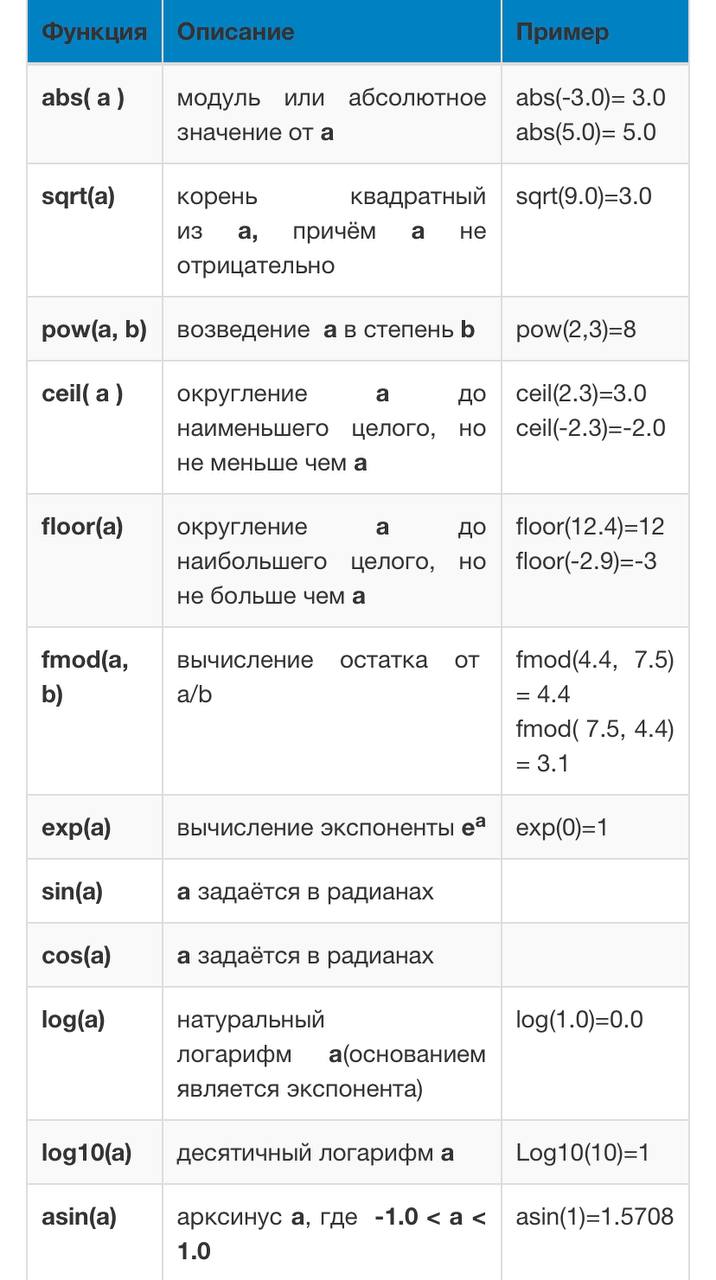 Функция Описание Пример
abs( a ) модуль или абсолютное abs(-3.0)= 3.0
значение от a abs(5.0)= 5.0
sqrt(a) корень квадратный sqrt(9.0)=3.0
из a, причём a не
отрицательно
pow(a, b) возведение a в степень b pow(2,3)=8
ceil( a ) округление a до ceil(2.3)=3.0
наименьшего целого, но ceil(-2.3)=-2.0
не меньше чем a
floor(a) округление a до floor(12.4)=12
наибольшего целого, но floor(-2.9)=-3
не больше чем a
fmod(a, вычисление остатка от fmod(4.4, 7.5)
b) a/b = 4.4
fmod( 7.5, 4.4)
= 3.1
exp(a) вычисление экспоненты eᵃ exp(0)=1
sin(a) a задаётся в радианах
cos(a) a задаётся в радианах
log(a) натуральный log(1.0)=0.0
логарифм a(основанием
является экспонента)
log10(a) десятичный логарифм a Log10(10)=1
asin(a) арксинус a, где -1.0 < a < asin(1)=1.5708
1.0